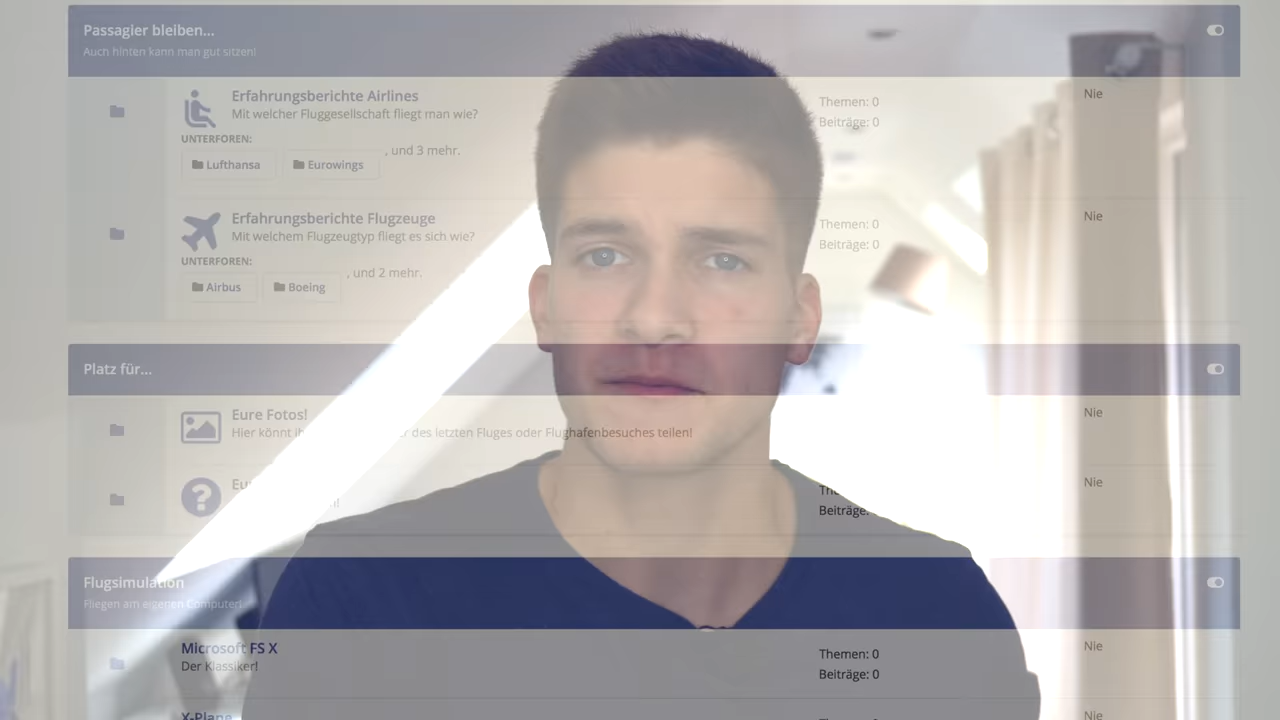 Passagier bleiben...
Auch hinten kann man gut sitzen!
Erfahrungsberichte Airlines
Mit welcher Fluggesellschaft fliegt man wie?
UNTERFOREN:
Lufthansa Eurowings , und 3 mehr.
Themen: 0
Beiträge: 0
Nie
Erfahrungsberichte Flugzeuge
Mit welchem Flugzeugtyp fliegt es sich wie?
UNTERFOREN:
Airbus Boeing , und 2 mehr.
Themen: 0
Beiträge: 0
Nie
Platz für...
Eure Fotos!
Hier könnt des letzten Fluges oder Flughafenbesuches teilen!
Nie
Beiträge:
Nie
Flugsimulation
Fliegen am eigenen Computer!
Microsoft FS X
Der Klassiker!
Themen: 0
Beiträge: 0
Nie
X-Plane
Nie